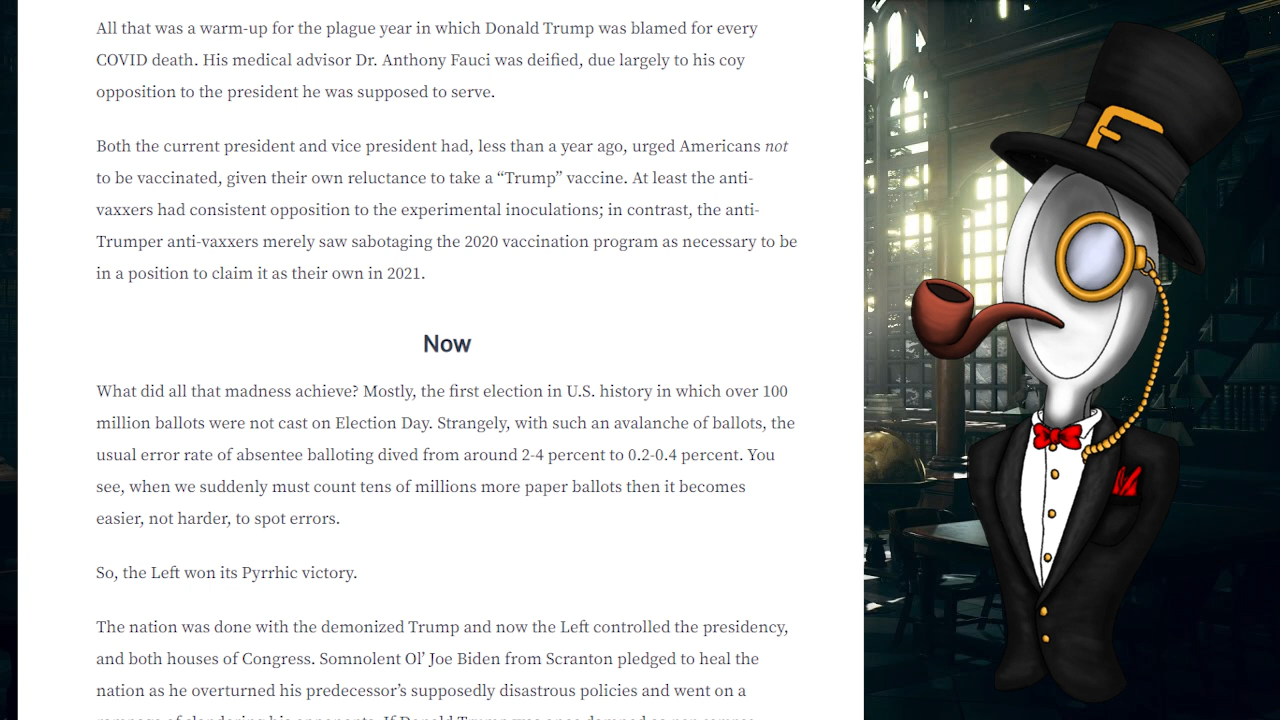 All that was a warm-up for the plague year in which Donald Trump was blamed for every
COVID death. His medical advisor Dr. Anthony Fauci was deified, due largely to his coy
opposition to the president he was supposed to serve.
Both the current president and vice president had, less than a year ago, urged Americans not
to be vaccinated, given their own reluctance to take a “Trump” vaccine. At least the anti-
vaxxers had consistent opposition to the experimental inoculations; in contrast, the anti-
Trumper anti-vaxxers merely saw sabotaging the 2020 vaccination program as necessary to be
in a position to claim it as their own in 2021.
Now
What did all that madness achieve? Mostly, the first election in U.S. history in which over 100
million ballots were not cast on Election Day. Strangely, with such an avalanche of ballots, the
usual error rate of absentee balloting dived from around 2-4 percent to 0.2-0.4 percent. You
see, when we suddenly must count tens of millions more paper ballots then it becomes
easier, not harder, to spot errors.
So, the Left won its Pyrrhic victory.
The nation was done with the demonized Trump and now the Left controlled the presidency,
and both houses of Congress. Somnolent Ol’ Joe Biden from Scranton pledged to heal the
nation as he overturned his predecessor’s supposedly disastrous policies and went on a